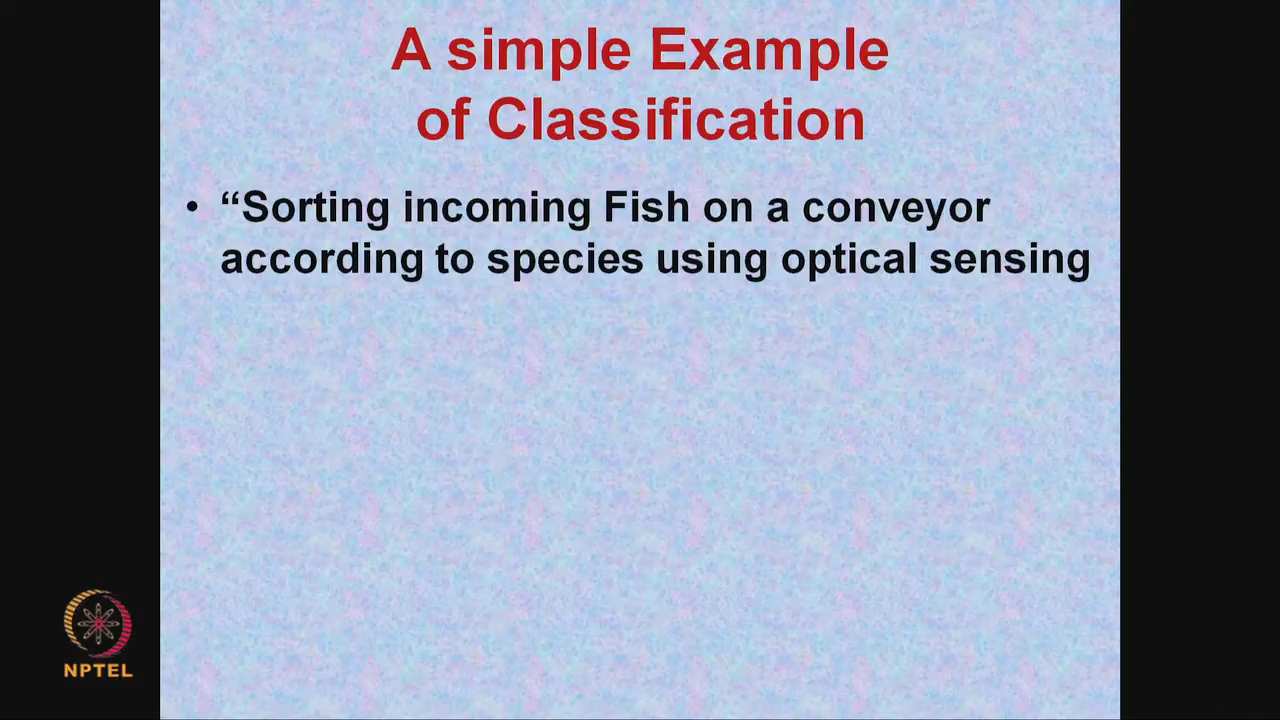 A simple Example
of Classification
• “Sorting incoming Fish on a conveyor
according to species using optical sensing
NPTEL